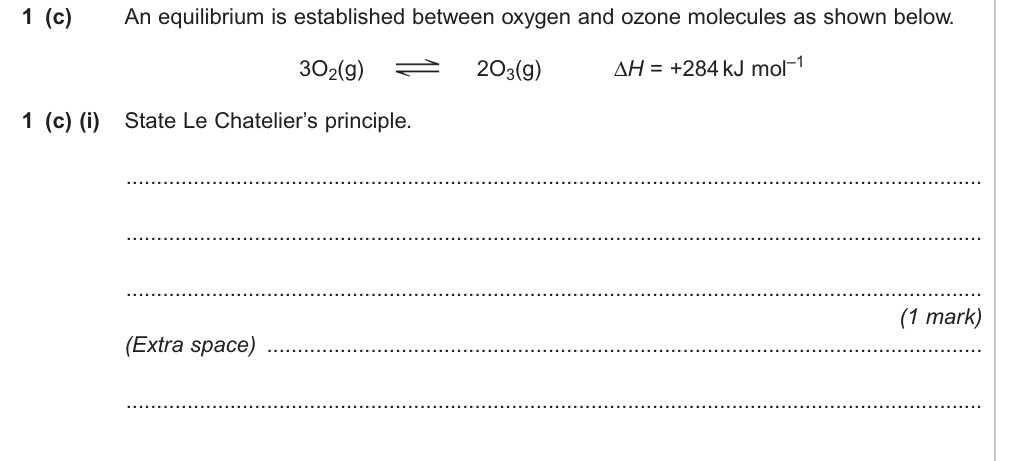 1 (c) An equilibrium is established between oxygen and ozone molecules as shown below.
3O₂(g) ⇌ 2O₃(g) ΔH = +284 kJ mol⁻¹
1 (c) (i) State Le Chatelier’s principle.
(1 mark)
(Extra space)